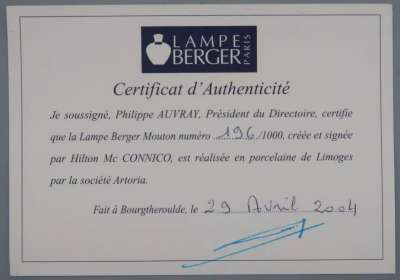 LAMPE
BERGER
PARIS
Certificat d'Authenticité
Je soussigné, Philippe AUVRAY, Président du Directoire, certifie
que la Lampe Berger Mouton numéro 196/1000, créée et signée
par Hilton Mc CONNICO, est réalisée en porcelaine de Limoges
par la société Artoria.
Fait à Bourgtheroulde, le 29 Avril 2004